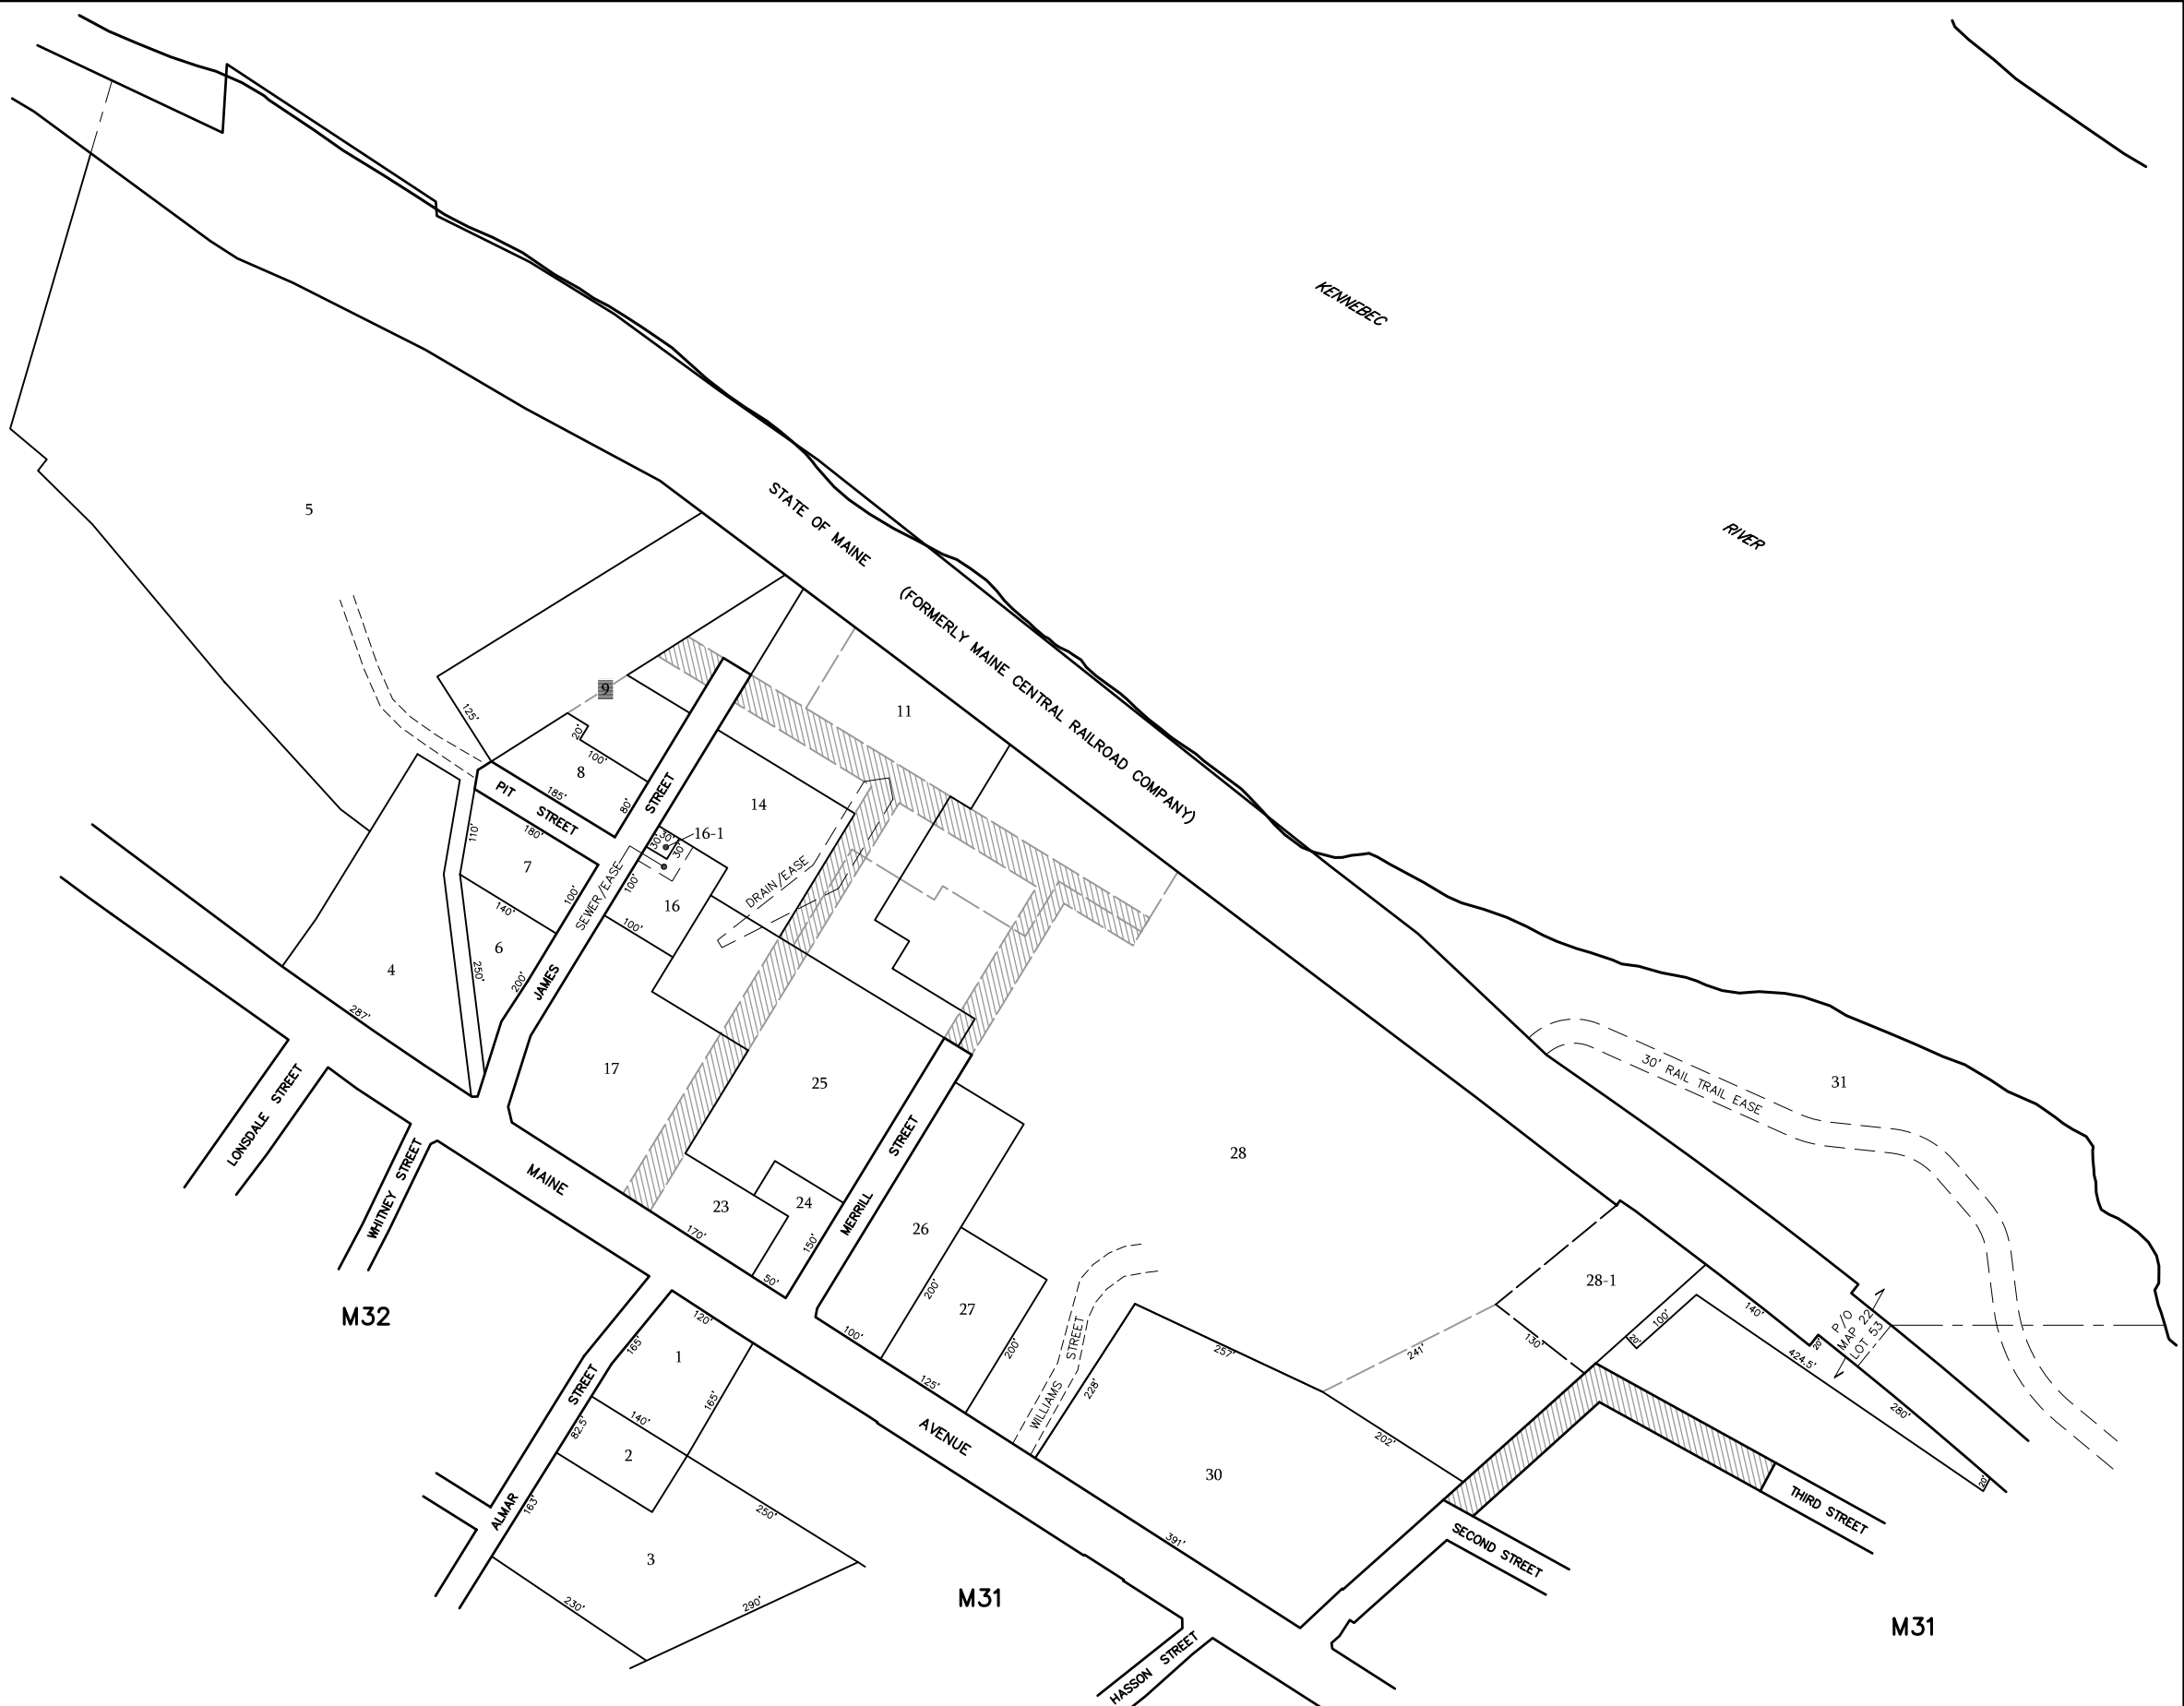 KENNEBEC
RIVER
STATE OF MAINE
(FORMERLY MAINE CENTRAL RAILROAD COMPANY)
5
9
125'
20'
100'
8
185'
80'
PIT STREET
STREET
11
14
110'
180'
7
100'
140'
6
250'
200'
JAMES
4
287'
30'
30'
30'
16-1
SEWER/EASE
100'
16
100'
DRAIN/EASE
17
25
28
31
30' RAIL TRAIL EASE
LONSDALE STREET
WHITNEY STREET
MAINE
23
24
170'
150'
50'
MERRILL STREET
26
200'
27
200'
100'
125'
WILLIAMS STREET
228'
257'
241'
202'
28-1
130'
20'
100'
140'
20'
P/O
MAP 22
LOT 53
424.5'
280'
20'
M32
120'
165'
1
165'
STREET
140'
82.5'
2
ALMAR
163'
250'
3
230'
290'
AVENUE
30
391'
SECOND STREET
THIRD STREET
M31
M31
HASSON STREET